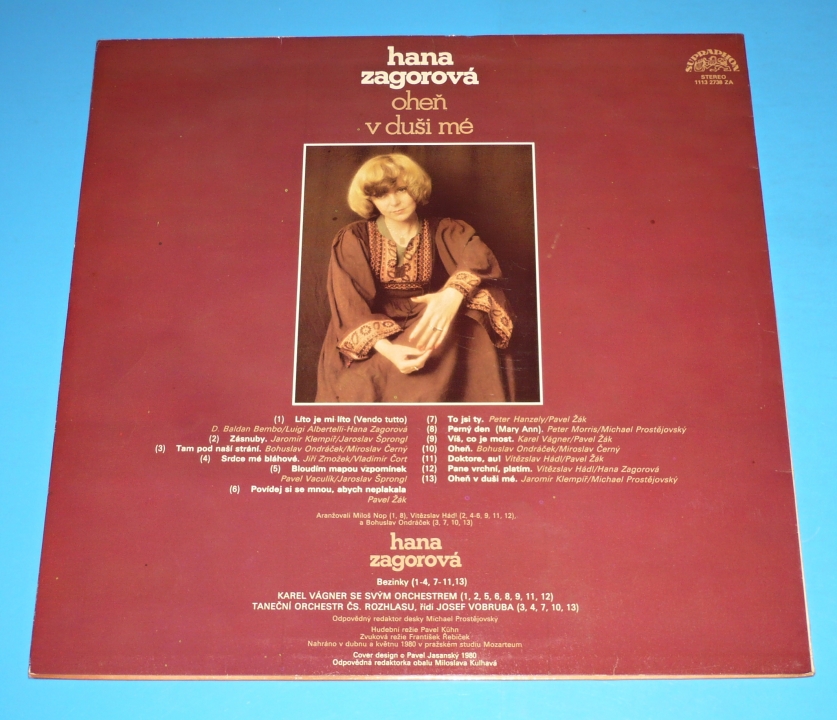 hana
zagorová
oheň
v duši mé
SUPRAPHON
STEREO
1113 2738 ZA
(1) Líto je mi líto (Vendo tutto)
D. Baldan Bembo/Luigi Albertelli-Hana Zagorová
(2) Zásnuby. Jaromír Klempíř/Jaroslav Šprongl
(3) Tam pod naší strání. Bohuslav Ondráček/Miroslav Černý
(4) Srdce mé bláhové. Jiří Zmožek/Vladimír Čort
(5) Bloudím mapou vzpomínek
Pavel Vaculík/Jaroslav Šprongl
(6) Povídej si se mnou, abych neplakala
Pavel Žák
(7) To jsi ty. Peter Hanzely/Pavel Žák
(8) Perný den (Mary Ann). Peter Morris/Michael Prostějovský
(9) Víš, co je most. Karel Vágner/Pavel Žák
(10) Oheň. Bohuslav Ondráček/Miroslav Černý
(11) Doktore, au! Vítězslav Hádl/Pavel Žák
(12) Pane vrchní, platím. Vítězslav Hádl/Hana Zagorová
(13) Oheň v duši mé. Jaromír Klempíř/Michael Prostějovský
Aranžovali Miloš Nop (1, 8), Vítězslav Hádl (2, 4-6, 9, 11, 12),
a Bohuslav Ondráček (3, 7, 10, 13)
hana
zagorová
Bezinky (1-4, 7-11,13)
KAREL VÁGNER SE SVÝM ORCHESTREM (1, 2, 5, 6, 8, 9, 11, 12)
TANEČNÍ ORCHESTR ČS. ROZHLASU, řídí JOSEF VOBRUBA (3, 4, 7, 10, 13)
Odpovědný redaktor desky Michael Prostějovský
Hudební režie Pavel Kühn
Zvuková režie František Řebíček
Nahráno v dubnu a květnu 1980 v pražském studiu Mozarteum
Cover design © Pavel Jasanský 1980
Odpovědná redaktorka obalu Miloslava Kulhavá